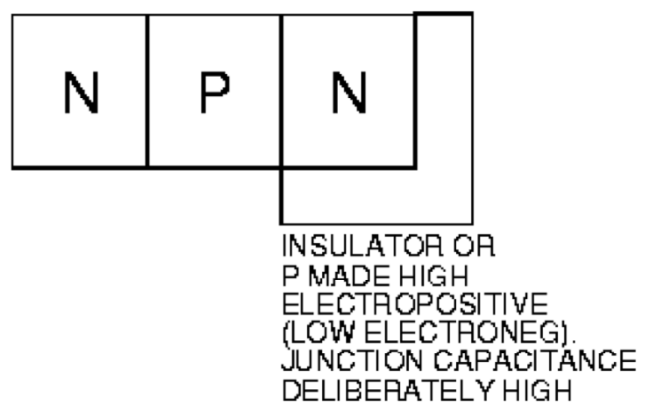 N P N
INSULATOR OR
P MADE HIGH
ELECTROPOSITIVE
(LOW ELECTRONEG).
JUNCTION CAPACITANCE
DELIBERATELY HIGH